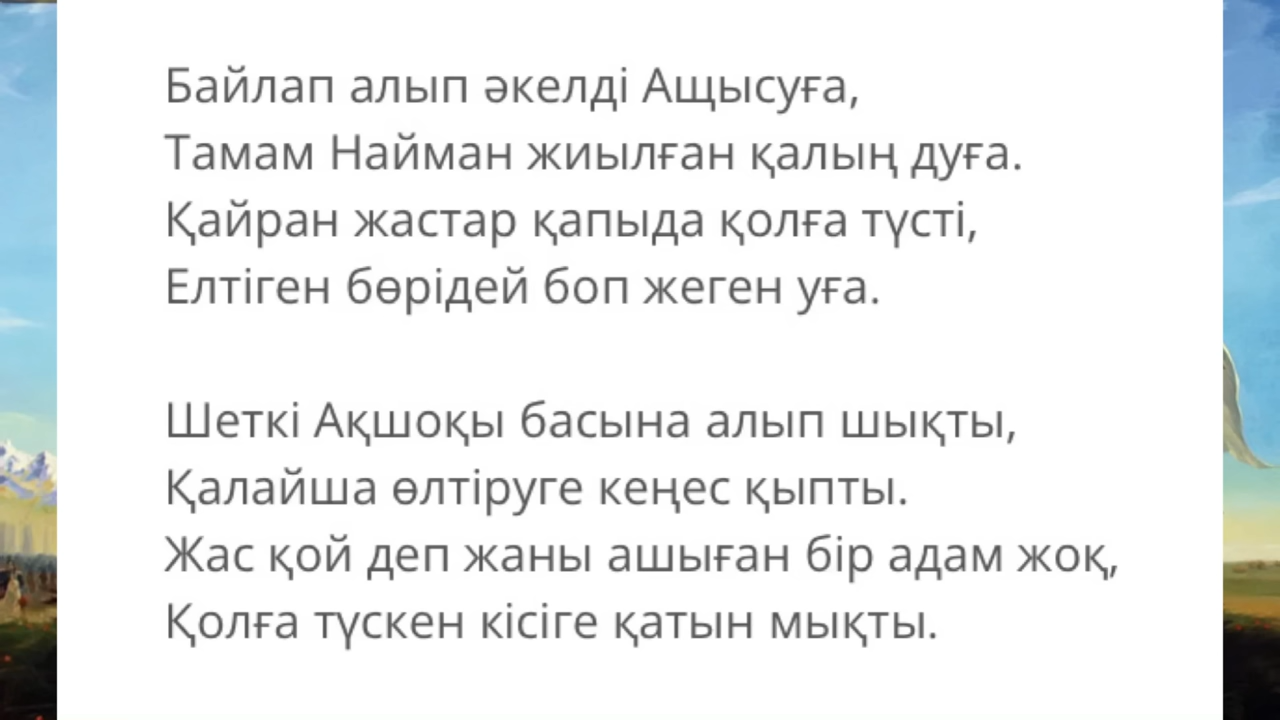 Байлап алып әкелді Ащысуға,
Тамам Найман жиылған қалың дуға.
Қайран жастар қапыда қолға түсті,
Елтіген бөрідей боп жеген уға.
Шеткі Ақшоқы басына алып шықты,
Қалайша өлтіруге кеңес қыпты.
Жас қой деп жаны ашыған бір адам жоқ,
Қолға түскен кісіге қатын мықты.